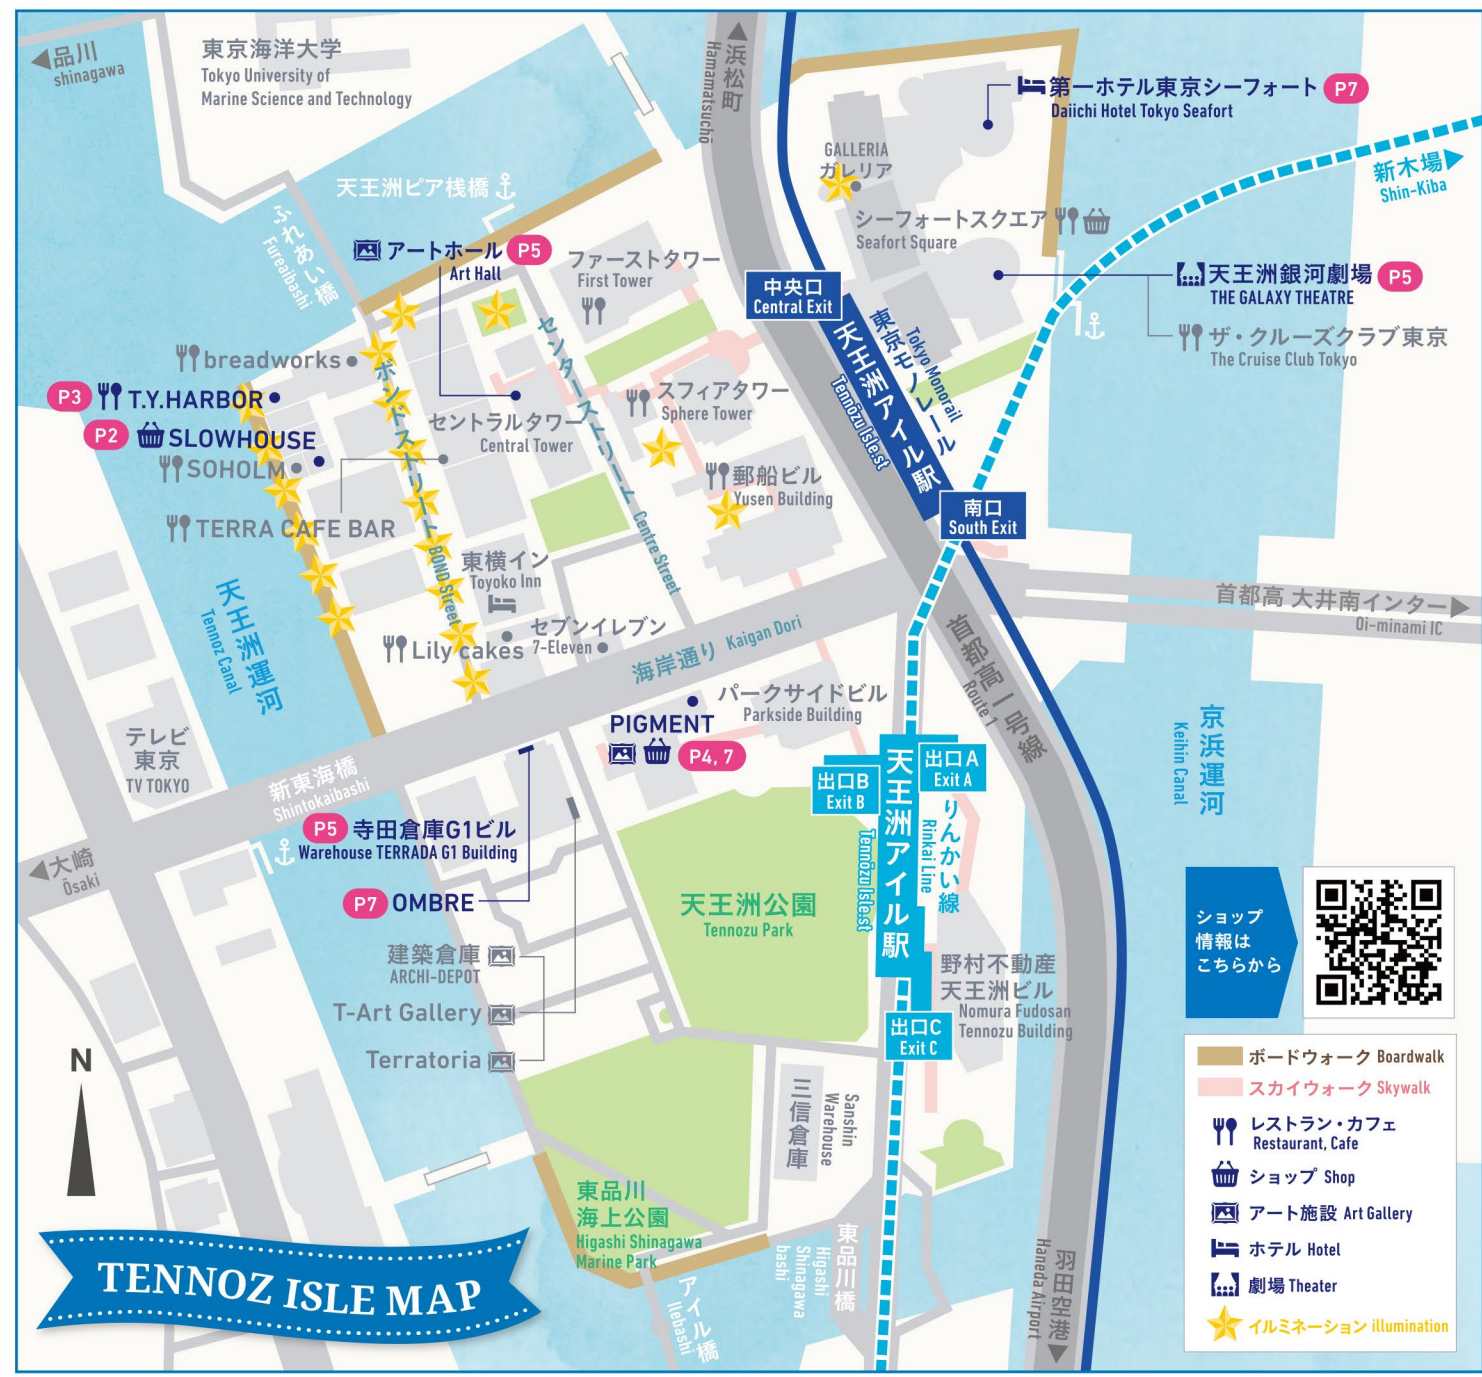 品川
shinagawa
東京海洋大学
Tokyo University of
Marine Science and Technology
浜松町
Hamamatsuchō
第一ホテル東京シーフォート P7
Daiichi Hotel Tokyo Seafort
新木場
Shin-Kiba
GALLERIA
ガレリア
シーフォートスクエア
Seafort Square
天王洲ピア桟橋
ふれあい橋
Fureaibashi
アートホール P5
Art Hall
ファーストタワー
First Tower
中央口
Central Exit
天王洲銀河劇場 P5
THE GALAXY THEATRE
ザ・クルーズクラブ東京
The Cruise Club Tokyo
東京モノレール
Tokyo Monorail
天王洲アイル駅
Tennōzu Isle.st
breadworks
P3 T.Y.HARBOR
P2 SLOWHOUSE
SOHOLM
TERRA CAFE BAR
ボンドストリート
BOND Street
センターストリート
Centre Street
セントラルタワー
Central Tower
スフィアタワー
Sphere Tower
郵船ビル
Yusen Building
南口
South Exit
東横イン
Toyoko Inn
Lily cakes
セブンイレブン
7-Eleven
天王洲運河
Tennoz Canal
海岸通り Kaigan Dori
首都高 大井南インター
Oi-minami IC
首都高一号線
Route 1
テレビ
東京
TV TOKYO
新東海橋
Shintokaibashi
PIGMENT
P4, 7
パークサイドビル
Parkside Building
京浜運河
Keihin Canal
出口A
Exit A
出口B
Exit B
天王洲アイル駅
Tennōzu Isle.st
りんかい線
Rinkai Line
大崎
Ōsaki
P5 寺田倉庫G1ビル
Warehouse TERRADA G1 Building
P7 OMBRE
建築倉庫
ARCHI-DEPOT
T-Art Gallery
Terratoria
天王洲公園
Tennozu Park
野村不動産
天王洲ビル
Nomura Fudosan
Tennozu Building
出口C
Exit C
ショップ
情報は
こちらから
三信倉庫
Sanshin
Warehouse
東品川
海上公園
Higashi Shinagawa
Marine Park
アイル橋
Ilebashi
東品川橋
Higashi
Shinagawa
bashi
羽田空港
Haneda Airport
N
TENNOZ ISLE MAP
ボードウォーク Boardwalk
スカイウォーク Skywalk
レストラン・カフェ
Restaurant, Cafe
ショップ Shop
アート施設 Art Gallery
ホテル Hotel
劇場 Theater
イルミネーション illumination